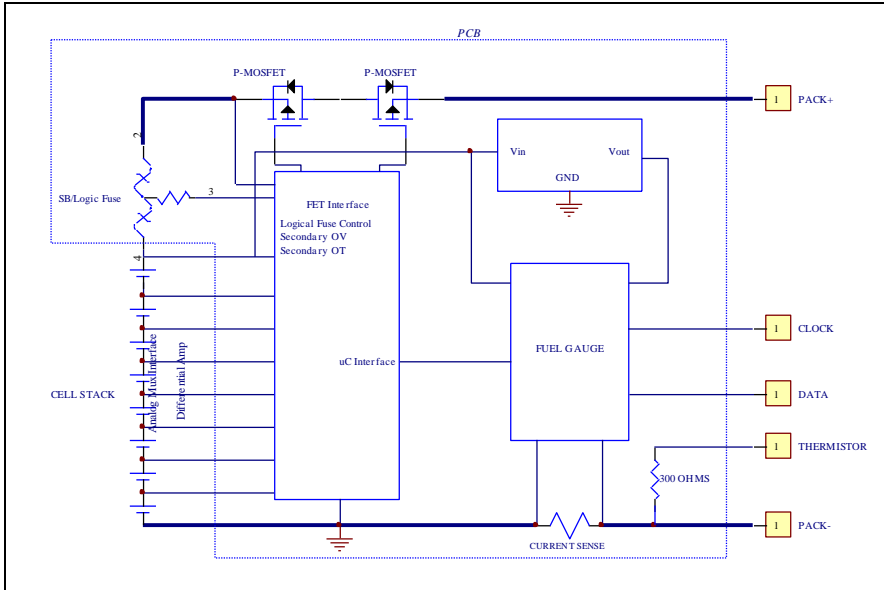 PCB
P-MOSFET
P-MOSFET
1
PACK+
2
Vin
Vout
GND
SB/Logic Fuse
3
FET Interface
Logical Fuse Control
Secondary OV
Secondary OT
4
FUEL GAUGE
1
CLOCK
uC Interface
Analog Mux Interface
Differential Amp
CELL STACK
1
DATA
1
THERMISTOR
300 OHMS
1
PACK-
CURRENT SENSE